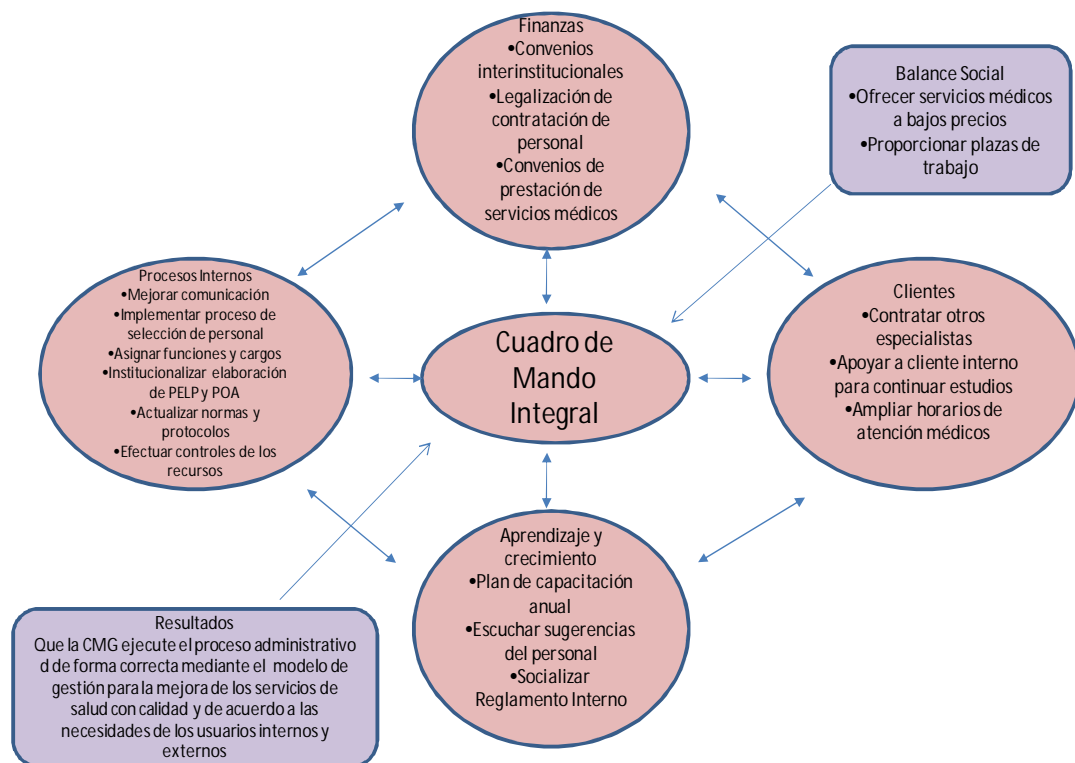 Finanzas
•Convenios
interinstitucionales
•Legalización de
contratación de
personal
•Convenios de
prestación de
servicios médicos
Balance Social
•Ofrecer servicios médicos
a bajos precios
•Proporcionar plazas de
trabajo
Procesos Internos
•Mejorar comunicación
•Implementar proceso de
selección de personal
•Asignar funciones y cargos
•Institucionalizar elaboración
de PELP y POA
•Actualizar normas y
protocolos
•Efectuar controles de los
recursos
Cuadro de
Mando
Integral
Clientes
•Contratar otros
especialistas
•Apoyar a cliente interno
para continuar estudios
•Ampliar horarios de
atención médicos
Aprendizaje y
crecimiento
•Plan de capacitación
anual
•Escuchar sugerencias
del personal
•Socializar
Reglamento Interno
Resultados
Que la CMG ejecute el proceso administrativo
d de forma correcta mediante el modelo de
gestión para la mejora de los servicios de
salud con calidad y de acuerdo a las
necesidades de los usuarios internos y
externos